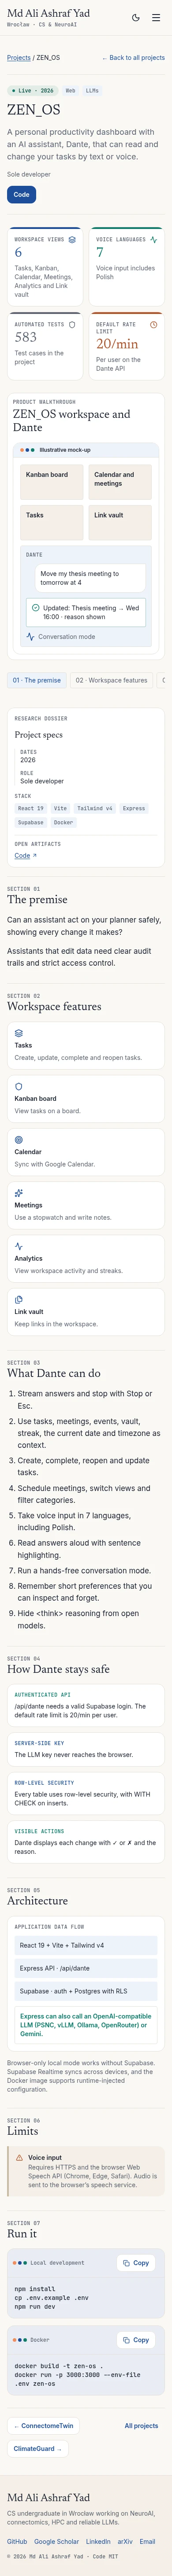 Md Ali Ashraf Yad
Wrocław · CS & NeuroAI
Projects / ZEN_OS
← Back to all projects
Live · 2026
Web
LLMs
ZEN_OS
A personal productivity dashboard with
an AI assistant, Dante, that can read and
change your tasks by text or voice.
Sole developer
Code
WORKSPACE VIEWS
6
Tasks, Kanban,
Calendar, Meetings,
Analytics and Link
vault
VOICE LANGUAGES
7
Voice input includes
Polish
AUTOMATED TESTS
583
Test cases in the
project
DEFAULT RATE
LIMIT
20/min
Per user on the
Dante API
PRODUCT WALKTHROUGH
ZEN_OS workspace and
Dante
Illustrative mock-up
Kanban board
Calendar and
meetings
Tasks
Link vault
DANTE
Move my thesis meeting to
tomorrow at 4
Updated: Thesis meeting → Wed
16:00 · reason shown
Conversation mode
01 · The premise
02 · Workspace features
RESEARCH DOSSIER
Project specs
DATES
2026
ROLE
Sole developer
STACK
React 19
Vite
Tailwind v4
Express
Supabase
Docker
OPEN ARTIFACTS
Code ↗
SECTION 01
The premise
Can an assistant act on your planner safely,
showing every change it makes?
Assistants that edit data need clear audit
trails and strict access control.
SECTION 02
Workspace features
Tasks
Create, update, complete and reopen tasks.
Kanban board
View tasks on a board.
Calendar
Sync with Google Calendar.
Meetings
Use a stopwatch and write notes.
Analytics
View workspace activity and streaks.
Link vault
Keep links in the workspace.
SECTION 03
What Dante can do
1. Stream answers and stop with Stop or
Esc.
2. Use tasks, meetings, events, vault,
streak, the current date and timezone as
context.
3. Create, complete, reopen and update
tasks.
4. Schedule meetings, switch views and
filter categories.
5. Take voice input in 7 languages,
including Polish.
6. Read answers aloud with sentence
highlighting.
7. Run a hands-free conversation mode.
8. Remember short preferences that you
can inspect and forget.
9. Hide <think> reasoning from open
models.
SECTION 04
How Dante stays safe
AUTHENTICATED API
/api/dante needs a valid Supabase login. The
default rate limit is 20/min per user.
SERVER-SIDE KEY
The LLM key never reaches the browser.
ROW-LEVEL SECURITY
Every table uses row-level security, with WITH
CHECK on inserts.
VISIBLE ACTIONS
Dante displays each change with ✓ or ✗ and the
reason.
SECTION 05
Architecture
APPLICATION DATA FLOW
React 19 + Vite + Tailwind v4
Express API · /api/dante
Supabase · auth + Postgres with RLS
Express can also call an OpenAI-compatible
LLM (PSNC, vLLM, Ollama, OpenRouter) or
Gemini.
Browser-only local mode works without Supabase.
Supabase Realtime syncs across devices, and the
Docker image supports runtime-injected
configuration.
SECTION 06
Limits
Voice input
Requires HTTPS and the browser Web
Speech API (Chrome, Edge, Safari). Audio is
sent to the browser's speech service.
SECTION 07
Run it
Local development
Copy
npm install
cp .env.example .env
npm run dev
Docker
Copy
docker build -t zen-os .
docker run -p 3000:3000 --env-file
.env zen-os
← ConnectomeTwin
All projects
ClimateGuard →
Md Ali Ashraf Yad
CS undergraduate in Wrocław working on NeuroAI,
connectomics, HPC and reliable LLMs.
GitHub
Google Scholar
LinkedIn
arXiv
Email
© 2026 Md Ali Ashraf Yad · Code MIT